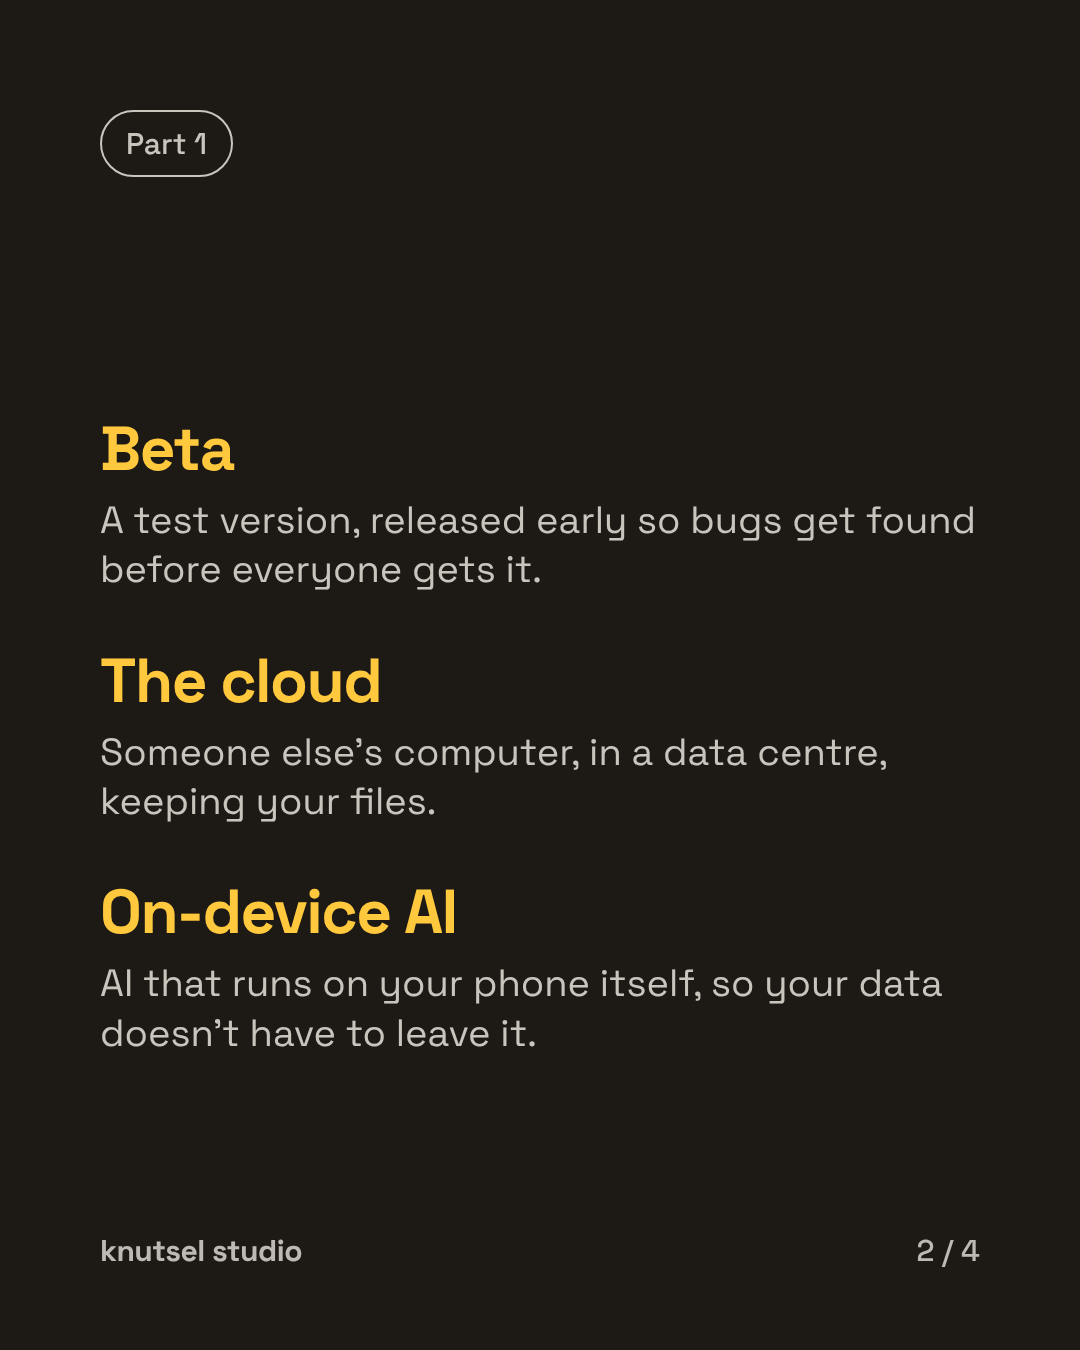 Part 1
Beta
A test version, released early so bugs get found
before everyone gets it.
The cloud
Someone else’s computer, in a data centre,
keeping your files.
On-device AI
AI that runs on your phone itself, so your data
doesn’t have to leave it.
knutsel studio
2 / 4